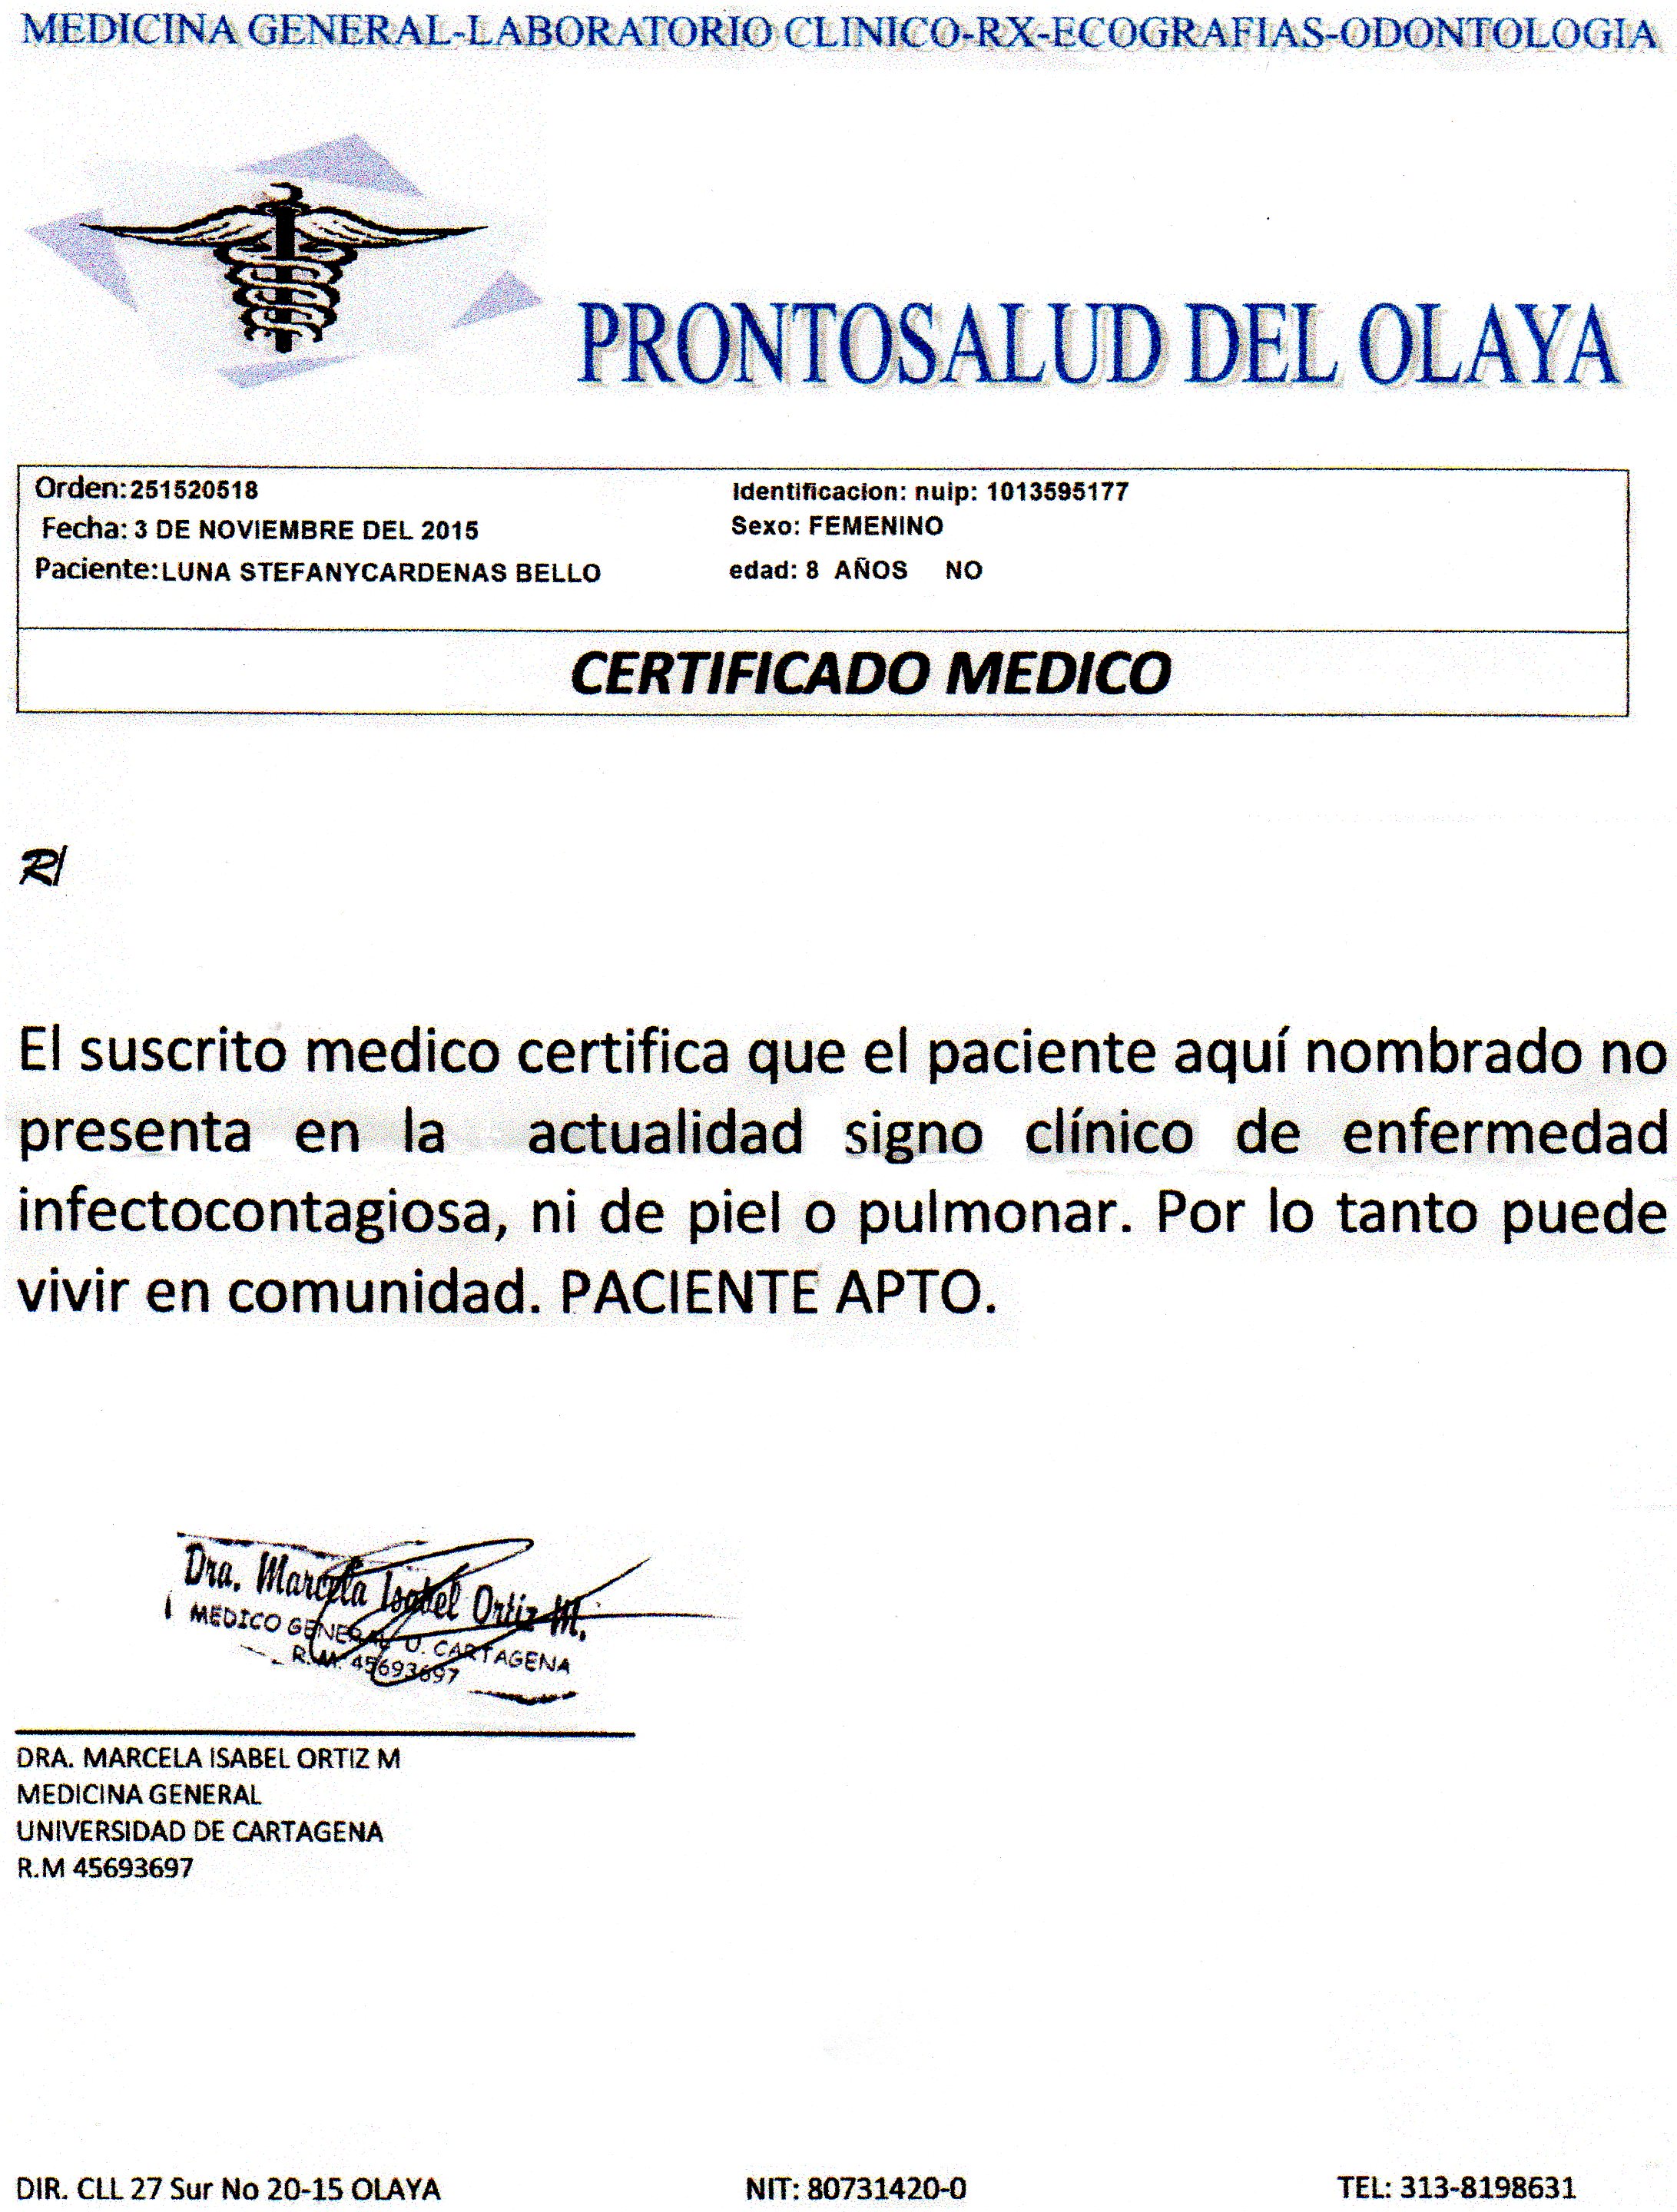 MEDICINA GENERAL-LABORATORIO CLINICO-RX-ECOGRAFIAS-ODONTOLOGIA
PRONTOSALUD DEL OLAYA
Orden:251520518 Identificacion: nuip: 1013595177
Fecha: 3 DE NOVIEMBRE DEL 2015 Sexo: FEMENINO
Paciente:LUNA STEFANYCARDENAS BELLO edad: 8 AÑOS NO
CERTIFICADO MEDICO
R/
El suscrito medico certifica que el paciente aquí nombrado no
presenta en la actualidad signo clínico de enfermedad
infectocontagiosa, ni de piel o pulmonar. Por lo tanto puede
vivir en comunidad. PACIENTE APTO.
Dra. Marcela Isabel Ortiz M.
MEDICO GENERAL U. CARTAGENA
R.M. 45693697
DRA. MARCELA ISABEL ORTIZ M
MEDICINA GENERAL
UNIVERSIDAD DE CARTAGENA
R.M 45693697
DIR. CLL 27 Sur No 20-15 OLAYA NIT: 80731420-0 TEL: 313-8198631